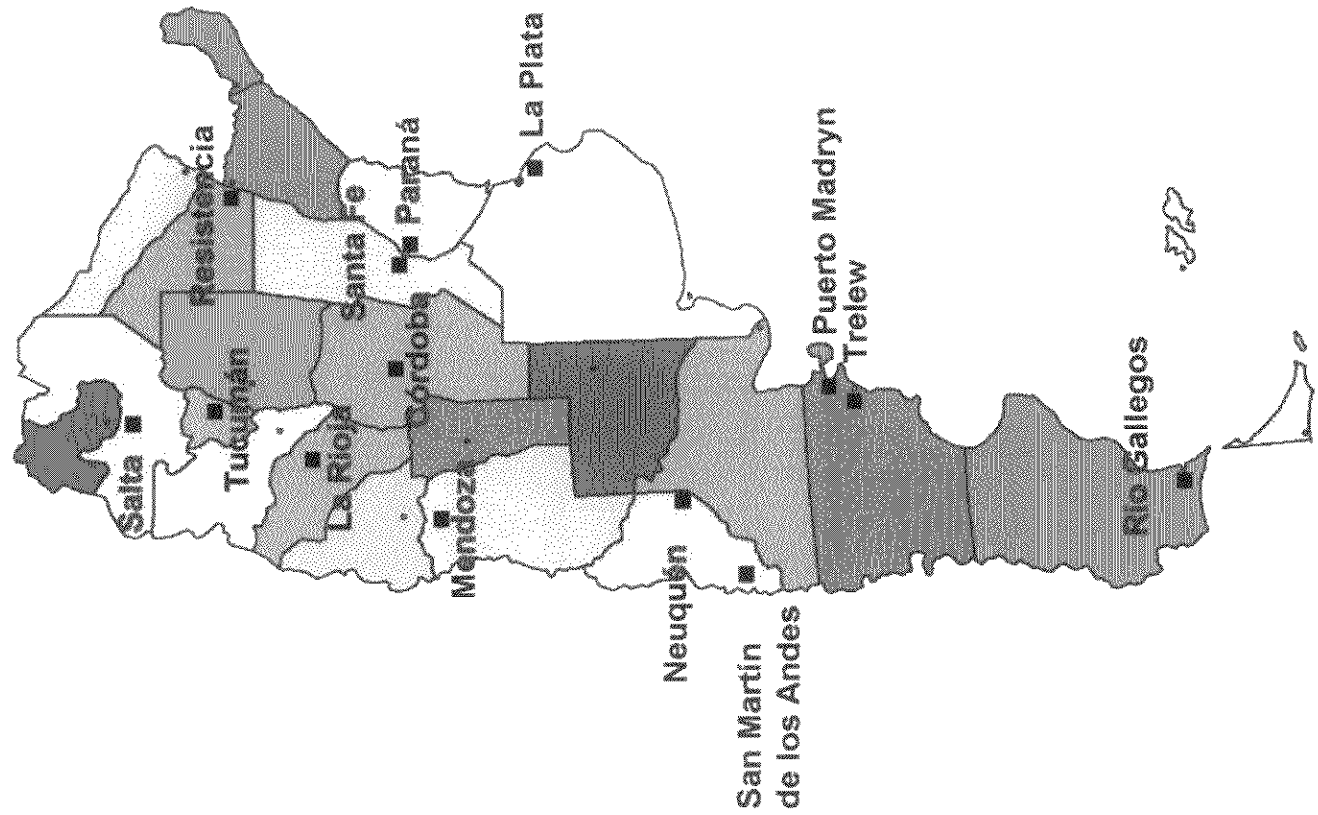 Salta
Tucumán
Resistencia
La Rioja
Santa Fe
Paraná
Córdoba
Mendoza
La Plata
Neuquén
San Martín
de los Andes
Puerto Madryn
Trelew
Río Gallegos